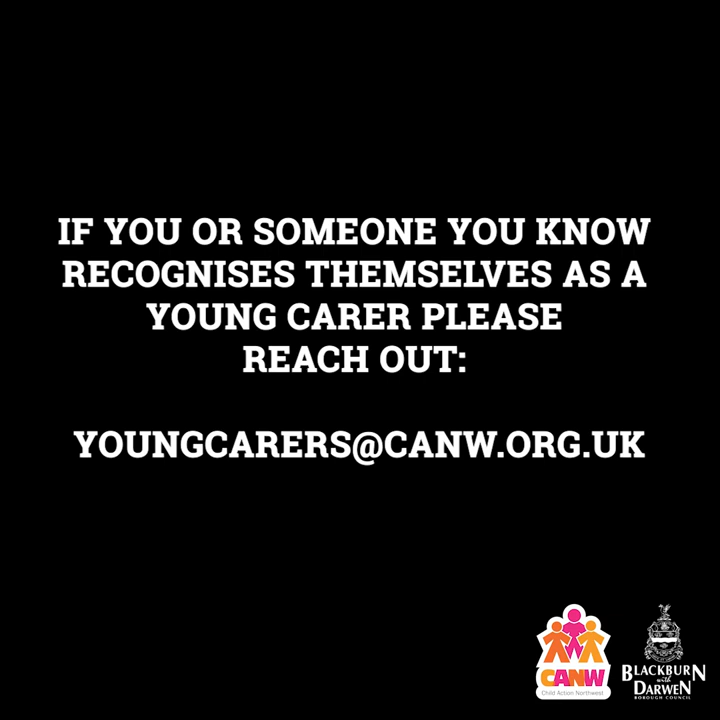 IF YOU OR SOMEONE YOU KNOW
RECOGNISES THEMSELVES AS A
YOUNG CARER PLEASE
REACH OUT:
YOUNGCARERS@CANW.ORG.UK
CANW
Child Action Northwest
BLACKBURN
with
DARWEN
BOROUGH COUNCIL